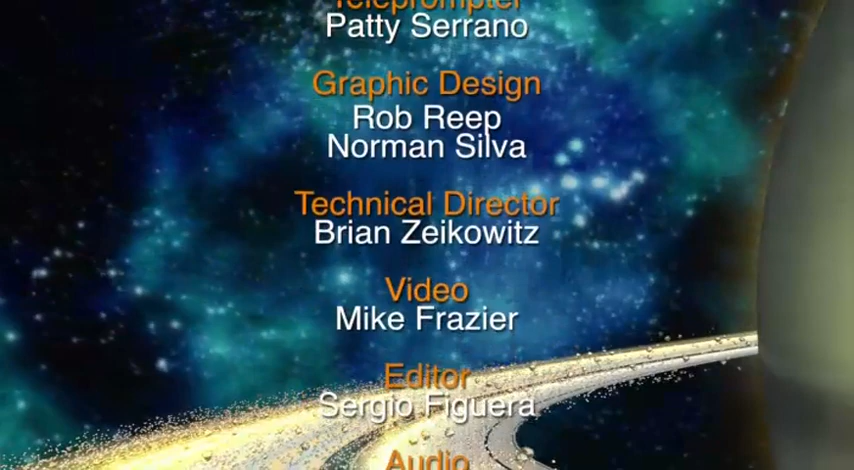 Teleprompter
Patty Serrano
Graphic Design
Rob Reep
Norman Silva
Technical Director
Brian Zeikowitz
Video
Mike Frazier
Editor
Sergio Figuera
Audio